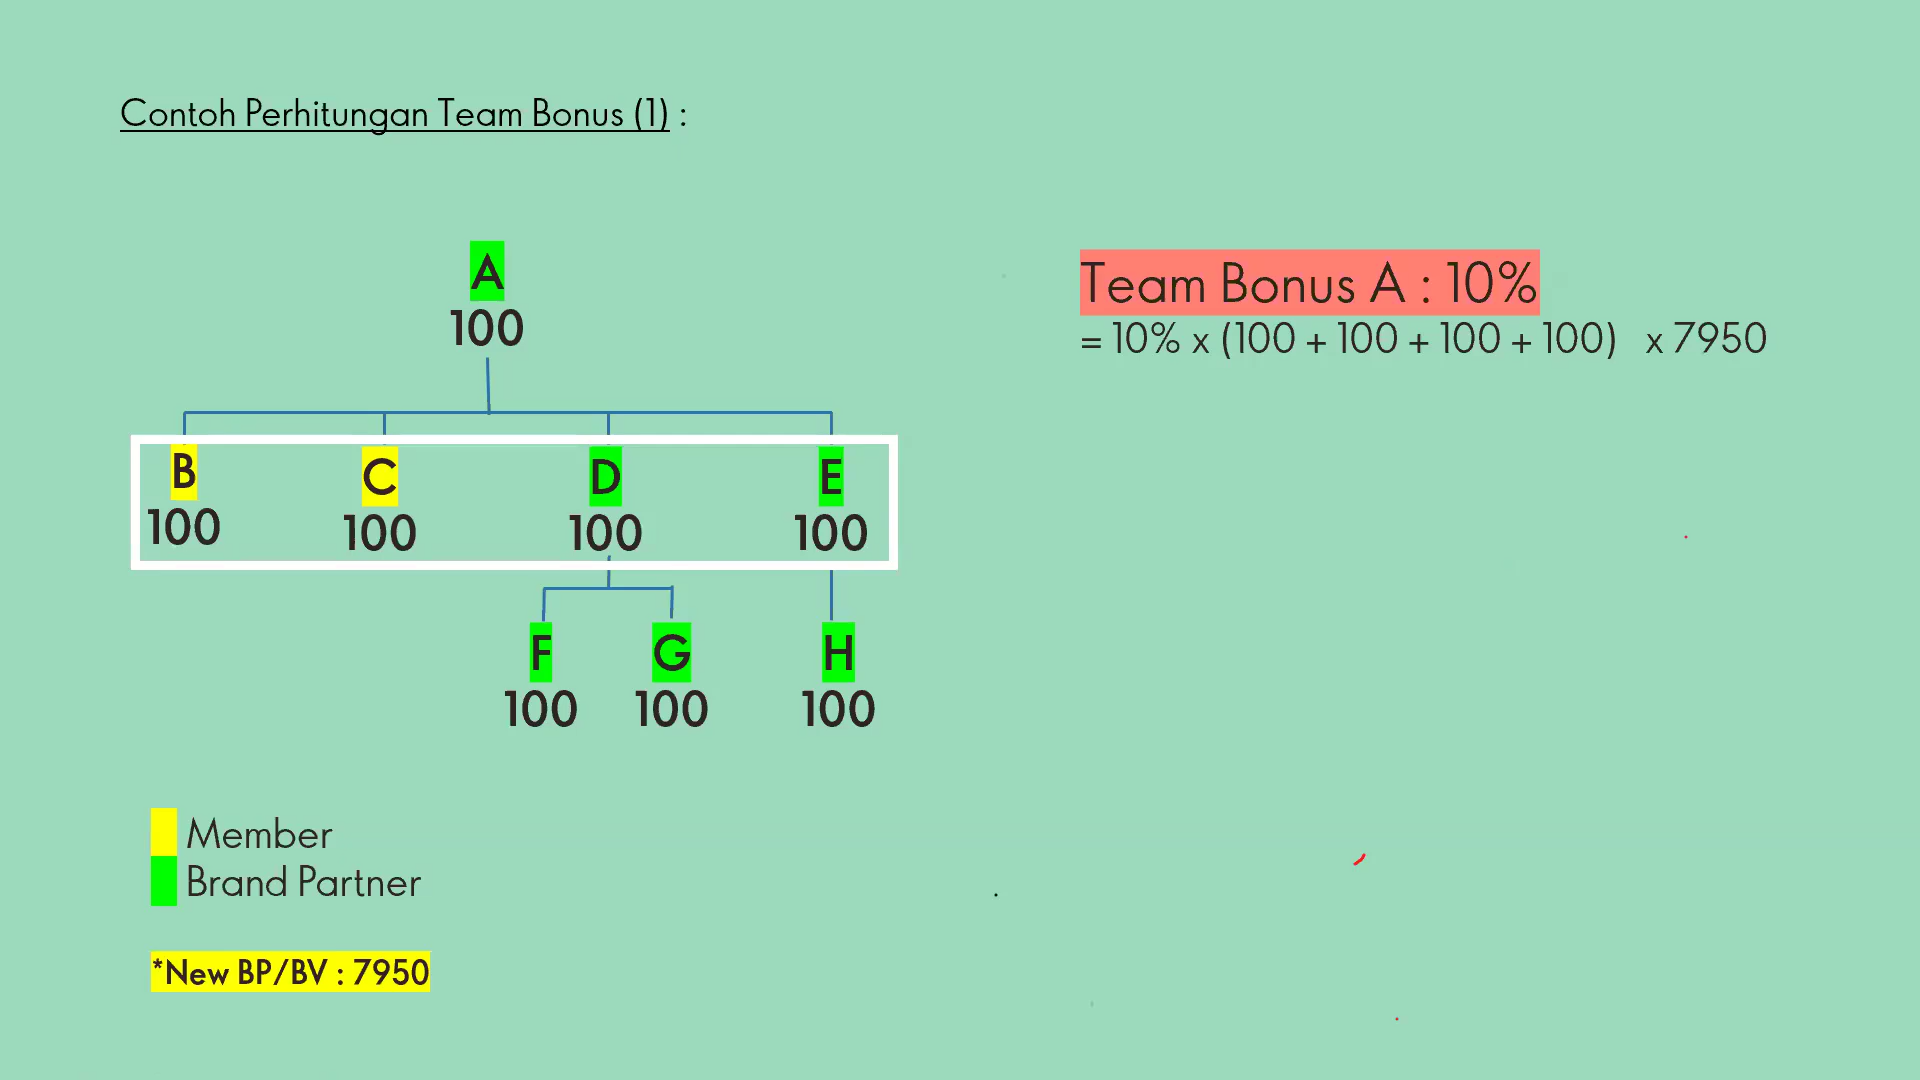 Contoh Perhitungan Team Bonus (1) :
A
100
B
100
C
100
D
100
E
100
F
100
G
100
H
100
Team Bonus A : 10%
= 10% x (100 + 100 + 100 + 100) x 7950
Member
Brand Partner
*New BP/BV : 7950